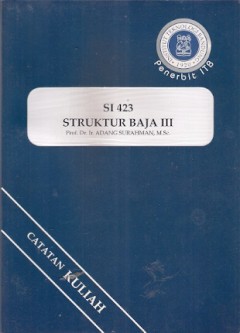 Penerbit ITB
SI 423
STRUKTUR BAJA III
Prof. Dr. Ir. ADANG SURAHMAN, M.Sc.
CATATAN KULIAH